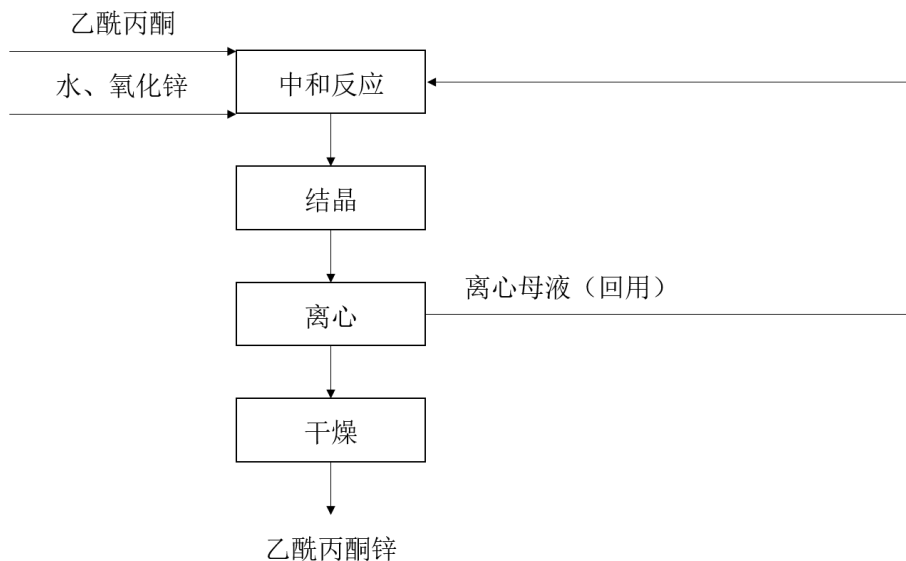 乙酰丙酮
水、氧化锌
中和反应
结晶
离心母液（回用）
离心
干燥
乙酰丙酮锌